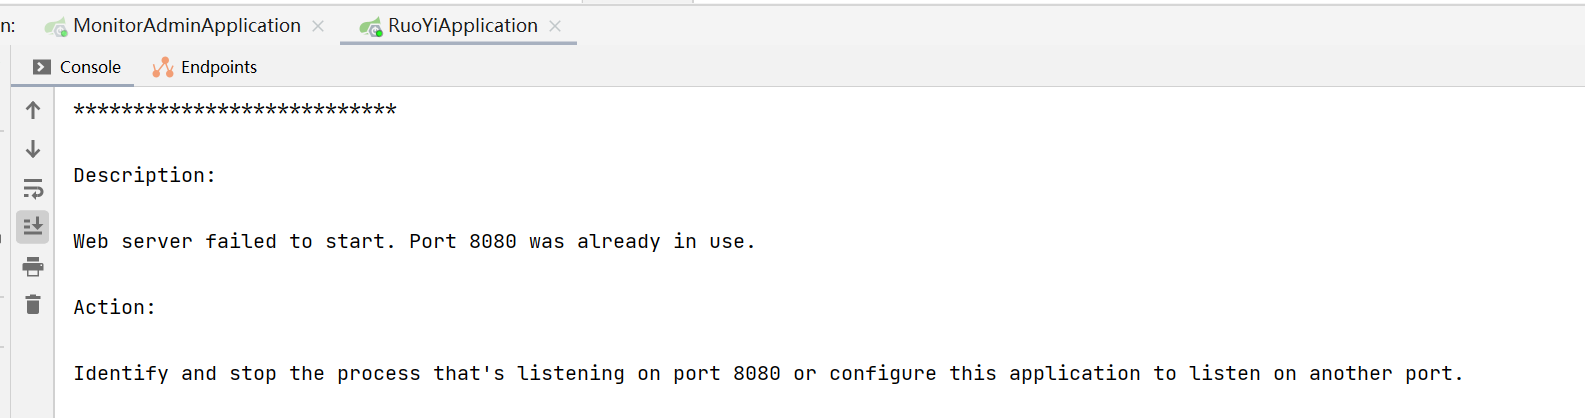 n:
MonitorAdminApplication
RuoYiApplication
Console
Endpoints
***************************
Description:
Web server failed to start. Port 8080 was already in use.
Action:
Identify and stop the process that's listening on port 8080 or configure this application to listen on another port.